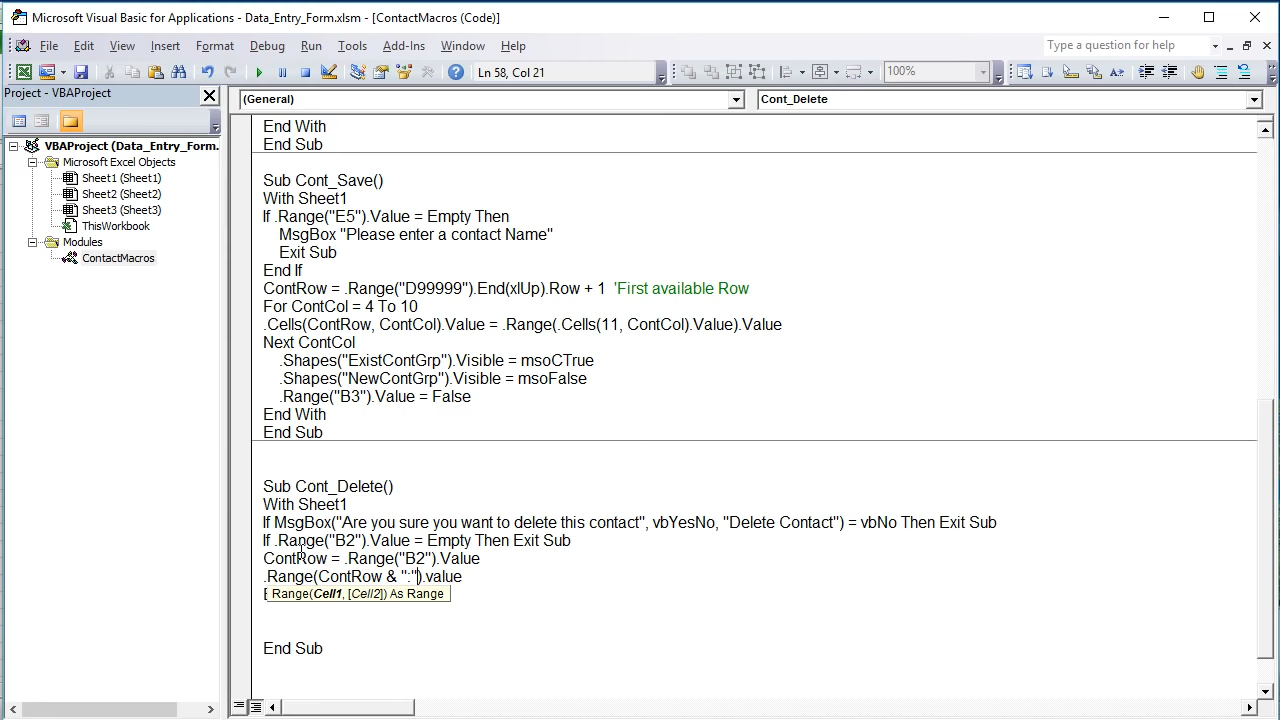 Microsoft Visual Basic for Applications - Data_Entry_Form.xlsm - [ContactMacros (Code)]
File Edit View Insert Format Debug Run Tools Add-Ins Window Help
Type a question for help
Ln 58, Col 21
100%
Project - VBAProject
(General)
Cont_Delete
VBAProject (Data_Entry_Form.
Microsoft Excel Objects
Sheet1 (Sheet1)
Sheet2 (Sheet2)
Sheet3 (Sheet3)
ThisWorkbook
Modules
ContactMacros
End With
End Sub
Sub Cont_Save()
With Sheet1
If .Range("E5").Value = Empty Then
MsgBox "Please enter a contact Name"
Exit Sub
End If
ContRow = .Range("D99999").End(xlUp).Row + 1 'First available Row
For ContCol = 4 To 10
.Cells(ContRow, ContCol).Value = .Range(.Cells(11, ContCol).Value).Value
Next ContCol
.Shapes("ExistContGrp").Visible = msoCTrue
.Shapes("NewContGrp").Visible = msoFalse
.Range("B3").Value = False
End With
End Sub
Sub Cont_Delete()
With Sheet1
If MsgBox("Are you sure you want to delete this contact", vbYesNo, "Delete Contact") = vbNo Then Exit Sub
If .Range("B2").Value = Empty Then Exit Sub
ContRow = .Range("B2").Value
.Range(ContRow & ":").value
Range(Cell1, [Cell2]) As Range
End Sub